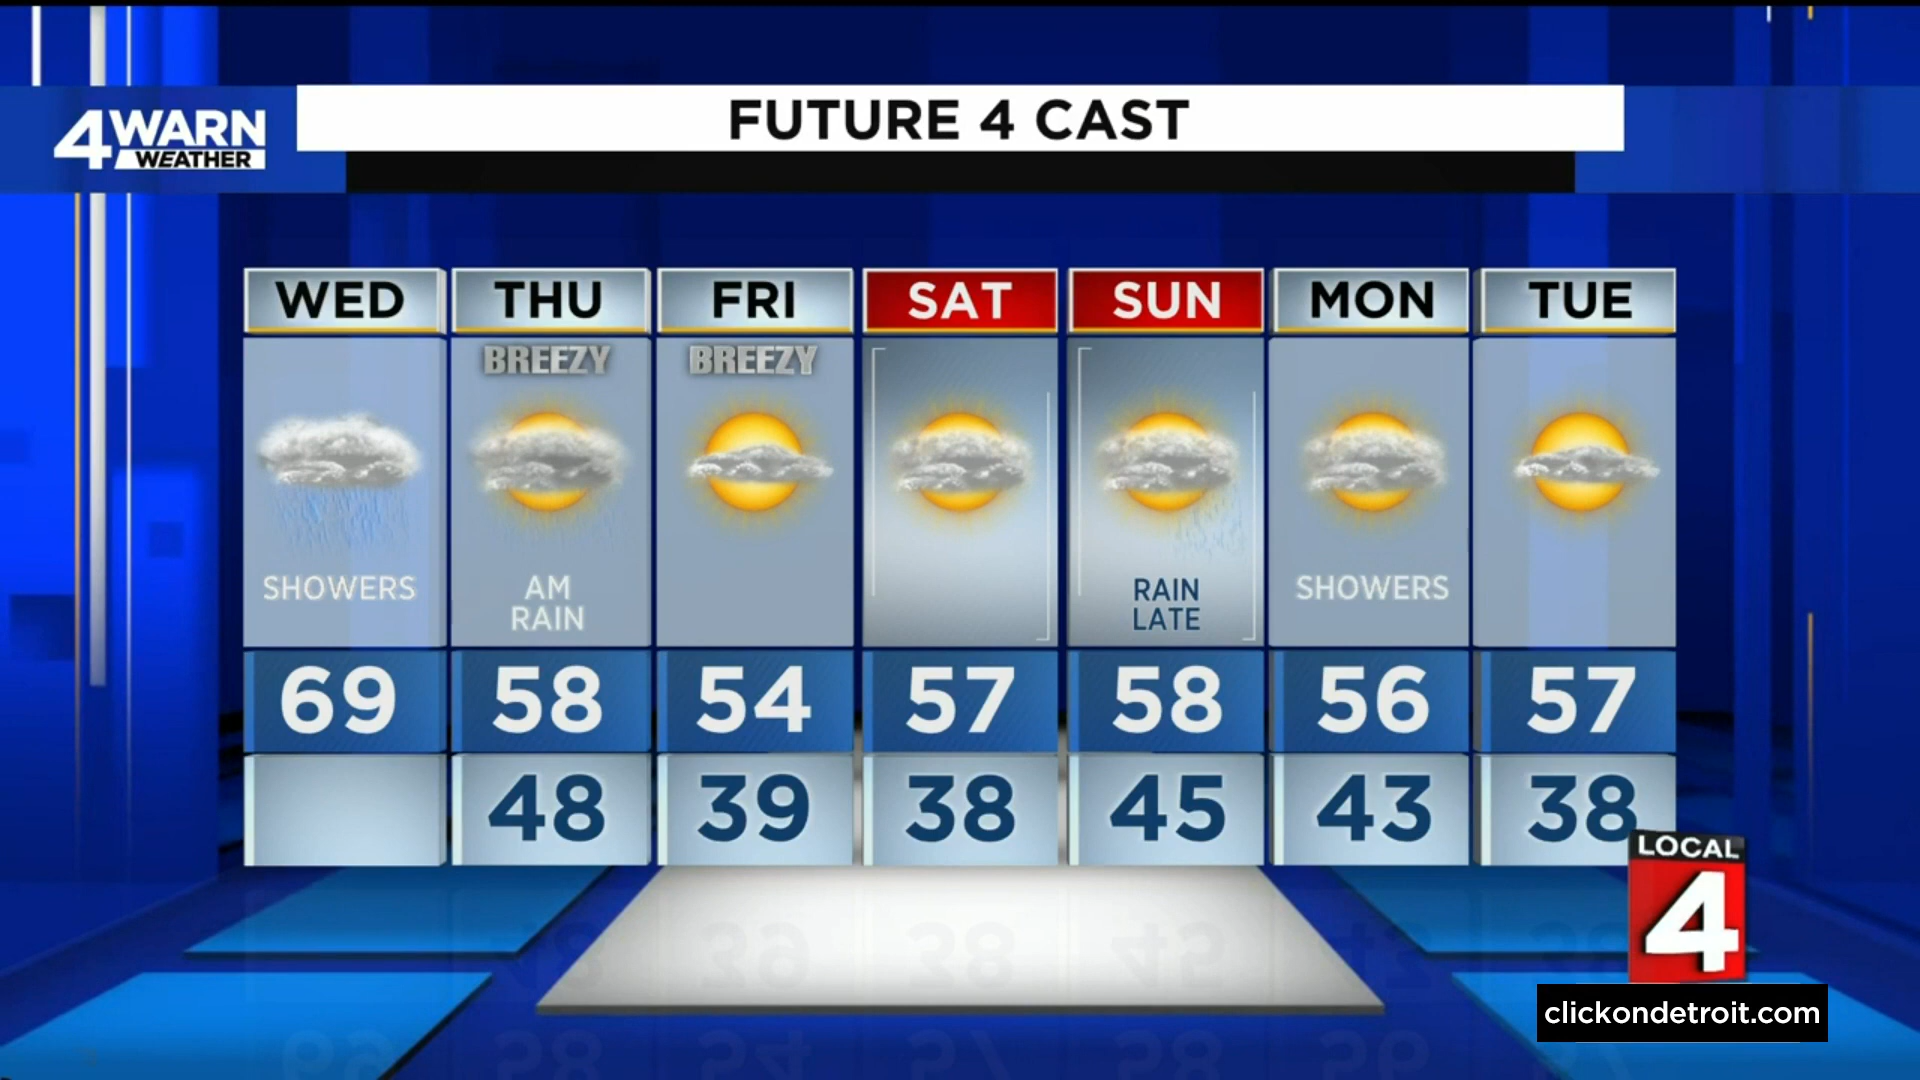 4WARN
WEATHER
FUTURE 4 CAST
WED THU FRI SAT SUN MON TUE
BREEZY BREEZY
SHOWERS AM RAIN RAIN LATE SHOWERS
69 58 54 57 58 56 57
48 39 38 45 43 38
LOCAL
4
clickondetroit.com